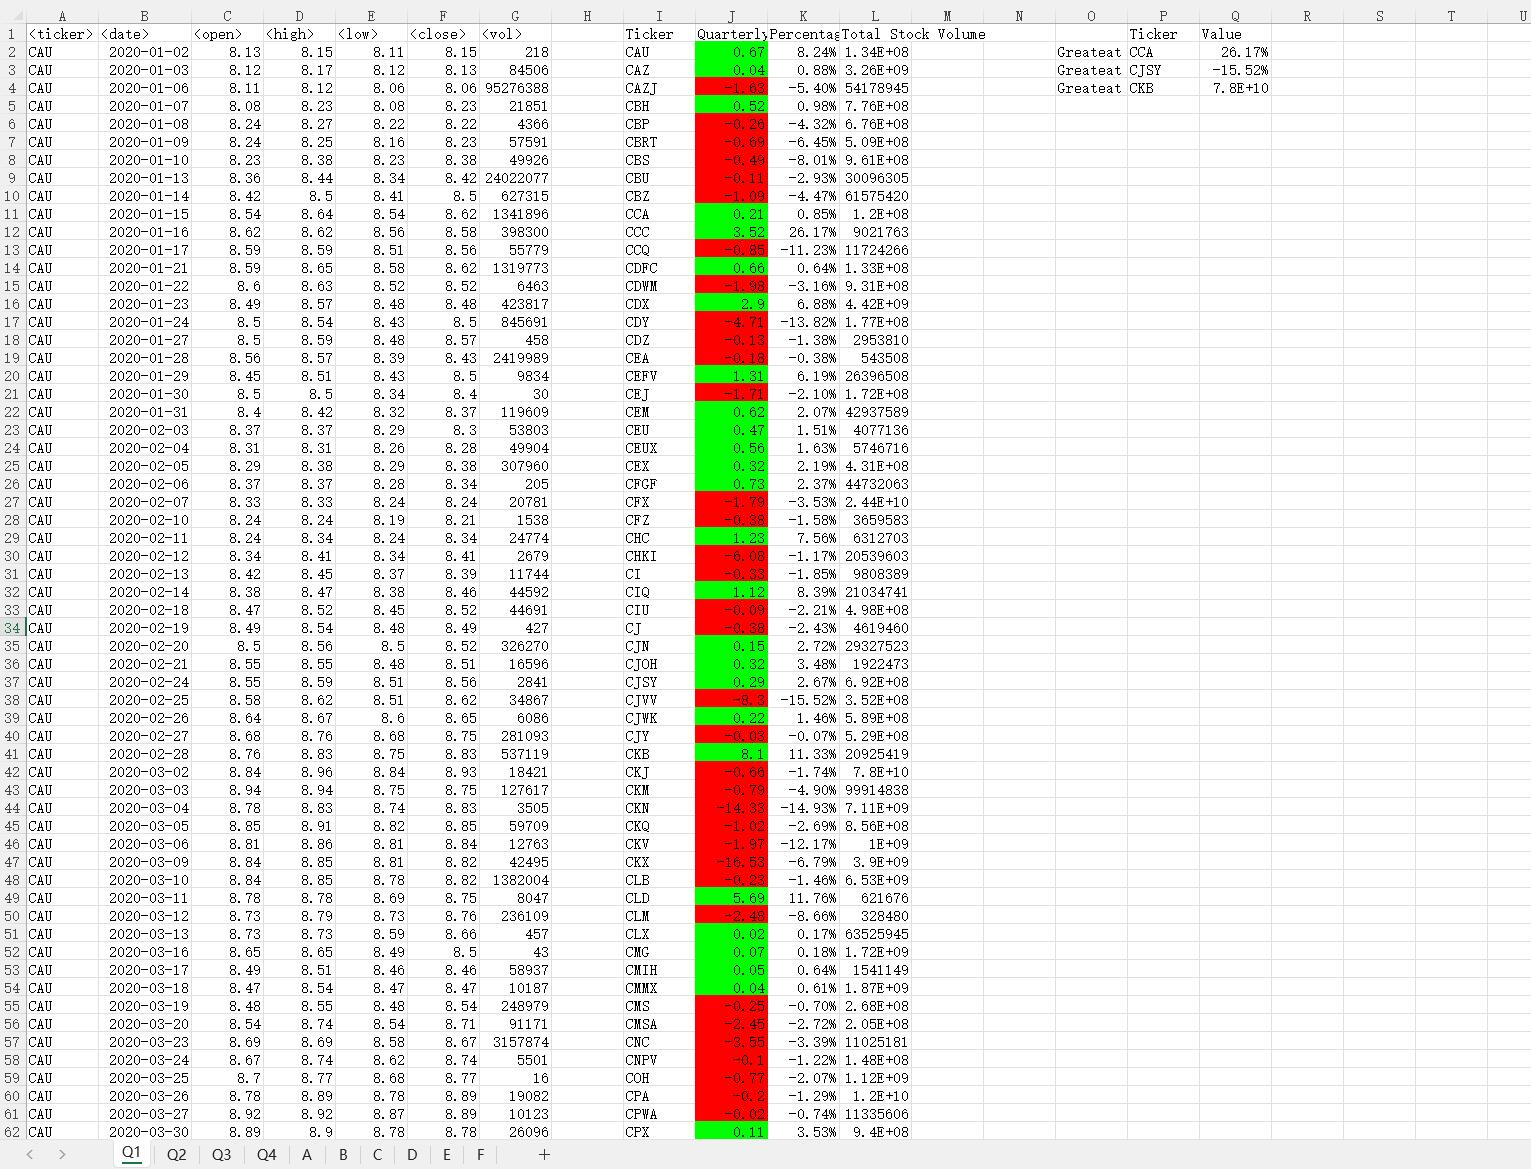 A B C D E F G H I J K L M N O P Q R S T U
1 <ticker> <date> <open> <high> <low> <close> <vol> Ticker Quarterly Percentag Total Stock Volume Ticker Value
2 CAU 2020-01-02 8.13 8.15 8.11 8.15 218 CAU 0.67 8.24% 1.34E+08 Greateat CCA 26.17%
3 CAU 2020-01-03 8.12 8.17 8.12 8.13 84506 CAZ 0.04 0.88% 3.26E+09 Greateat CJSY -15.52%
4 CAU 2020-01-06 8.11 8.12 8.06 8.06 95276388 CAZJ -1.63 -5.40% 54178945 Greateat CKB 7.8E+10
5 CAU 2020-01-07 8.08 8.23 8.08 8.23 21851 CBH 0.52 0.98% 7.76E+08
6 CAU 2020-01-08 8.24 8.27 8.22 8.22 4366 CBP -0.26 -4.32% 6.76E+08
7 CAU 2020-01-09 8.24 8.25 8.16 8.23 57591 CBRT -0.69 -6.45% 5.09E+08
8 CAU 2020-01-10 8.23 8.38 8.23 8.38 49926 CBS -0.49 -8.01% 9.61E+08
9 CAU 2020-01-13 8.36 8.44 8.34 8.42 24022077 CBU -0.11 -2.93% 30096305
10 CAU 2020-01-14 8.42 8.5 8.41 8.5 627315 CBZ -1.09 -4.47% 61575420
11 CAU 2020-01-15 8.54 8.64 8.54 8.62 1341896 CCA 0.21 0.85% 1.2E+08
12 CAU 2020-01-16 8.62 8.62 8.56 8.58 398300 CCC 3.52 26.17% 9021763
13 CAU 2020-01-17 8.59 8.59 8.51 8.56 55779 CCQ -0.85 -11.23% 11724266
14 CAU 2020-01-21 8.59 8.65 8.58 8.62 1319773 CDFC 0.66 0.64% 1.33E+08
15 CAU 2020-01-22 8.6 8.63 8.52 8.52 6463 CDWM -1.98 -3.16% 9.31E+08
16 CAU 2020-01-23 8.49 8.57 8.48 8.48 423817 CDX 2.9 6.88% 4.42E+09
17 CAU 2020-01-24 8.5 8.54 8.43 8.5 845691 CDY -4.71 -13.82% 1.77E+08
18 CAU 2020-01-27 8.5 8.59 8.48 8.57 458 CDZ -0.13 -1.38% 2953810
19 CAU 2020-01-28 8.56 8.57 8.39 8.43 2419989 CEA -0.18 -0.38% 543508
20 CAU 2020-01-29 8.45 8.51 8.43 8.5 9834 CEFV 1.31 6.19% 26396508
21 CAU 2020-01-30 8.5 8.5 8.34 8.4 30 CEJ -1.71 -2.10% 1.72E+08
22 CAU 2020-01-31 8.4 8.42 8.32 8.37 119609 CEM 0.62 2.07% 42937589
23 CAU 2020-02-03 8.37 8.37 8.29 8.3 53803 CEU 0.47 1.51% 4077136
24 CAU 2020-02-04 8.31 8.31 8.26 8.28 49904 CEUX 0.56 1.63% 5746716
25 CAU 2020-02-05 8.29 8.38 8.29 8.38 307960 CEX 0.32 2.19% 4.31E+08
26 CAU 2020-02-06 8.37 8.37 8.28 8.34 205 CFGF 0.73 2.37% 44732063
27 CAU 2020-02-07 8.33 8.33 8.24 8.24 20781 CFX -1.79 -3.53% 2.44E+10
28 CAU 2020-02-10 8.24 8.24 8.19 8.21 1538 CFZ -0.38 -1.58% 3659583
29 CAU 2020-02-11 8.24 8.34 8.24 8.34 24774 CHC 1.23 7.56% 6312703
30 CAU 2020-02-12 8.34 8.41 8.34 8.41 2679 CHKI -6.08 -1.17% 20539603
31 CAU 2020-02-13 8.42 8.45 8.37 8.39 11744 CI -0.33 -1.85% 9808389
32 CAU 2020-02-14 8.38 8.47 8.38 8.46 44592 CIQ 1.12 8.39% 21034741
33 CAU 2020-02-18 8.47 8.52 8.45 8.52 44691 CIU -0.09 -2.21% 4.98E+08
34 CAU 2020-02-19 8.49 8.54 8.48 8.49 427 CJ -0.38 -2.43% 4619460
35 CAU 2020-02-20 8.5 8.56 8.5 8.52 326270 CJN 0.15 2.72% 29327523
36 CAU 2020-02-21 8.55 8.55 8.48 8.51 16596 CJOH 0.32 3.48% 1922473
37 CAU 2020-02-24 8.55 8.59 8.51 8.56 2841 CJSY 0.29 2.67% 6.92E+08
38 CAU 2020-02-25 8.58 8.62 8.51 8.62 34867 CJVV -8.3 -15.52% 3.52E+08
39 CAU 2020-02-26 8.64 8.67 8.6 8.65 6086 CJWK 0.22 1.46% 5.89E+08
40 CAU 2020-02-27 8.68 8.76 8.68 8.75 281093 CJY -0.03 -0.07% 5.29E+08
41 CAU 2020-02-28 8.76 8.83 8.75 8.83 537119 CKB 8.1 11.33% 20925419
42 CAU 2020-03-02 8.84 8.96 8.84 8.93 18421 CKJ -0.66 -1.74% 7.8E+10
43 CAU 2020-03-03 8.94 8.94 8.75 8.75 127617 CKM -0.79 -4.90% 99914838
44 CAU 2020-03-04 8.78 8.83 8.74 8.83 3505 CKN -14.33 -14.93% 7.11E+09
45 CAU 2020-03-05 8.85 8.91 8.82 8.85 59709 CKQ -1.02 -2.69% 8.56E+08
46 CAU 2020-03-06 8.81 8.86 8.81 8.84 12763 CKV -1.97 -12.17% 1E+09
47 CAU 2020-03-09 8.84 8.85 8.81 8.82 42495 CKX -16.53 -6.79% 3.9E+09
48 CAU 2020-03-10 8.84 8.85 8.78 8.82 1382004 CLB -0.23 -1.46% 6.53E+09
49 CAU 2020-03-11 8.78 8.78 8.69 8.75 8047 CLD 5.69 11.76% 621676
50 CAU 2020-03-12 8.73 8.79 8.73 8.76 236109 CLM -2.48 -8.66% 328480
51 CAU 2020-03-13 8.73 8.73 8.59 8.66 457 CLX 0.02 0.17% 63525945
52 CAU 2020-03-16 8.65 8.65 8.49 8.5 43 CMG 0.07 0.18% 1.72E+09
53 CAU 2020-03-17 8.49 8.51 8.46 8.46 58937 CMIH 0.05 0.64% 1541149
54 CAU 2020-03-18 8.47 8.54 8.47 8.47 10187 CMMX 0.04 0.61% 1.87E+09
55 CAU 2020-03-19 8.48 8.55 8.48 8.54 248979 CMS -0.25 -0.70% 2.68E+08
56 CAU 2020-03-20 8.54 8.74 8.54 8.71 91171 CMSA -2.45 -2.72% 2.05E+08
57 CAU 2020-03-23 8.69 8.69 8.58 8.67 3157874 CNC -3.55 -3.39% 11025181
58 CAU 2020-03-24 8.67 8.74 8.62 8.74 5501 CNPV -0.1 -1.22% 1.48E+08
59 CAU 2020-03-25 8.7 8.77 8.68 8.77 16 COH -0.77 -2.07% 1.12E+09
60 CAU 2020-03-26 8.78 8.89 8.78 8.89 19082 CPA -0.2 -1.29% 1.2E+10
61 CAU 2020-03-27 8.92 8.92 8.87 8.89 10123 CPWA -0.02 -0.74% 11335606
62 CAU 2020-03-30 8.89 8.9 8.78 8.78 26096 CPX 0.11 3.53% 9.4E+08
Q1 Q2 Q3 Q4 A B C D E F